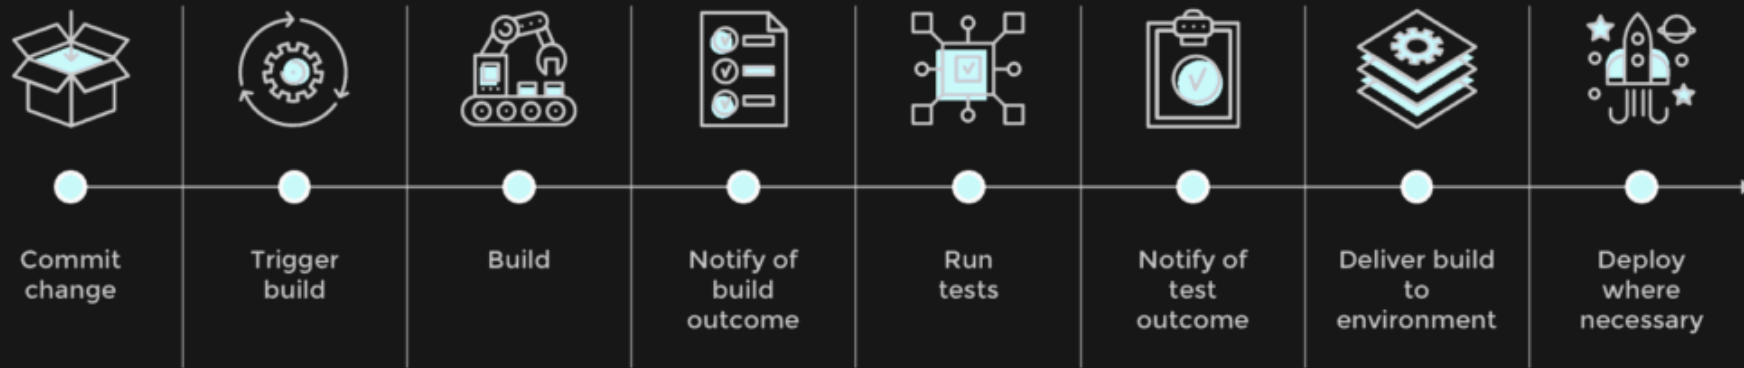 Commit
change
Trigger
build
Build
Notify of
build
outcome
Run
tests
Notify of
test
outcome
Deliver build
to
environment
Deploy
where
necessary